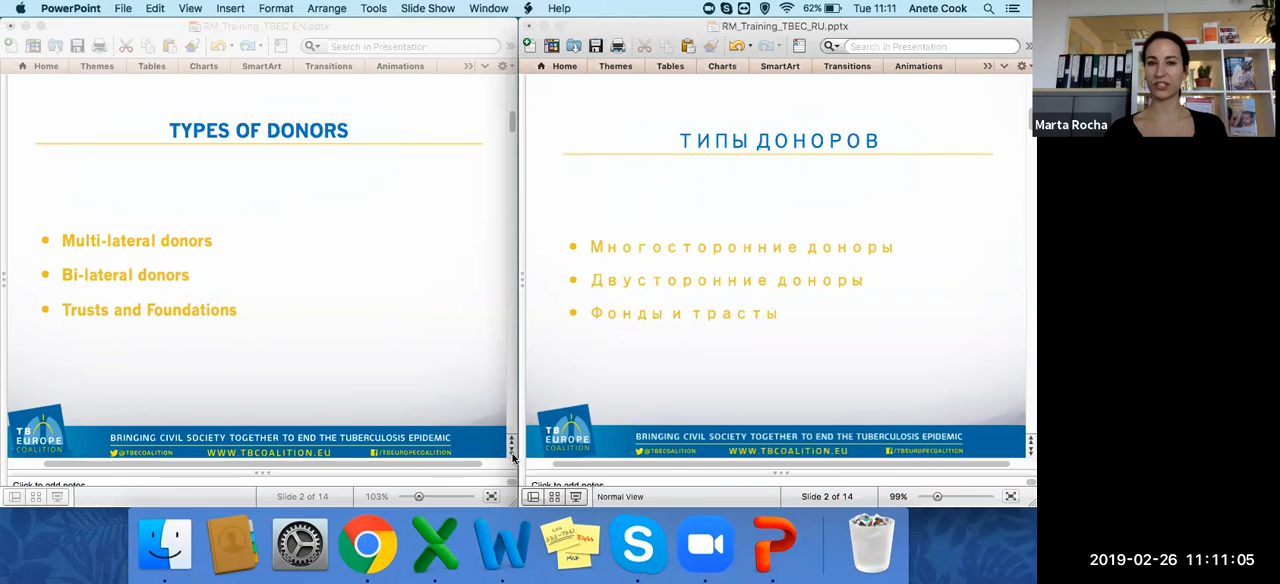 PowerPoint File Edit View Insert Format Arrange Tools Slide Show Window Help 62% Tue 11:11 Anete Cook
RM_Training_TBEC_EN.pptx
Search in Presentation
Home Themes Tables Charts SmartArt Transitions Animations
TYPES OF DONORS
Multi-lateral donors
Bi-lateral donors
Trusts and Foundations
TB
EUROPE
COALITION
BRINGING CIVIL SOCIETY TOGETHER TO END THE TUBERCULOSIS EPIDEMIC
@TBECOALITION WWW.TBCOALITION.EU /TBEUROPECOALITION
Click to add notes
Slide 2 of 14 103%
RM_Training_TBEC_RU.pptx
Search in Presentation
Home Themes Tables Charts SmartArt Transitions Animations
ТИПЫ ДОНОРОВ
Многосторонние доноры
Двусторонние доноры
Фонды и трасты
TB
EUROPE
COALITION
BRINGING CIVIL SOCIETY TOGETHER TO END THE TUBERCULOSIS EPIDEMIC
@TBECOALITION WWW.TBCOALITION.EU /TBEUROPECOALITION
Click to add notes
Normal View Slide 2 of 14 99%
Marta Rocha
2019-02-26 11:11:05